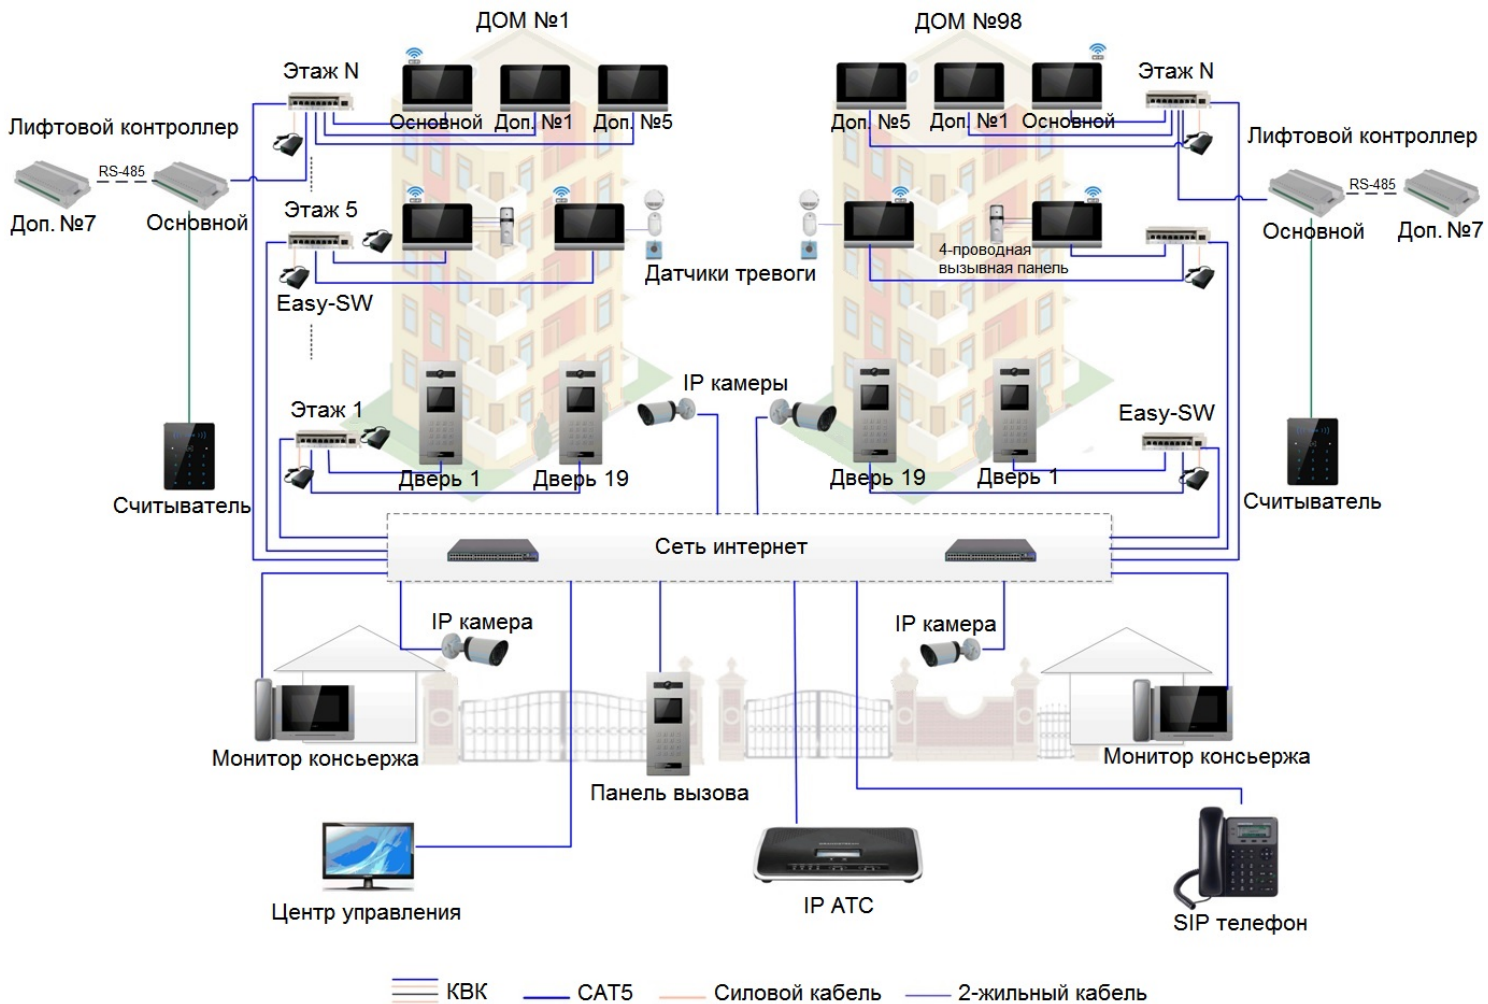 ДОМ №1
ДОМ №98
Этаж N
Этаж N
Основной
Доп. №1
Доп. №5
Доп. №5
Доп. №1
Основной
Лифтовой контроллер
Лифтовой контроллер
RS-485
RS-485
Доп. №7
Основной
Основной
Доп. №7
Этаж 5
4-проводная
вызывная панель
Датчики тревоги
Easy-SW
IP камеры
Этаж 1
Easy-SW
Дверь 1
Дверь 19
Дверь 19
Дверь 1
Считыватель
Считыватель
Сеть интернет
IP камера
IP камера
Монитор консьержа
Монитор консьержа
Панель вызова
Центр управления
IP АТС
SIP телефон
КВК
CAT5
Силовой кабель
2-жильный кабель